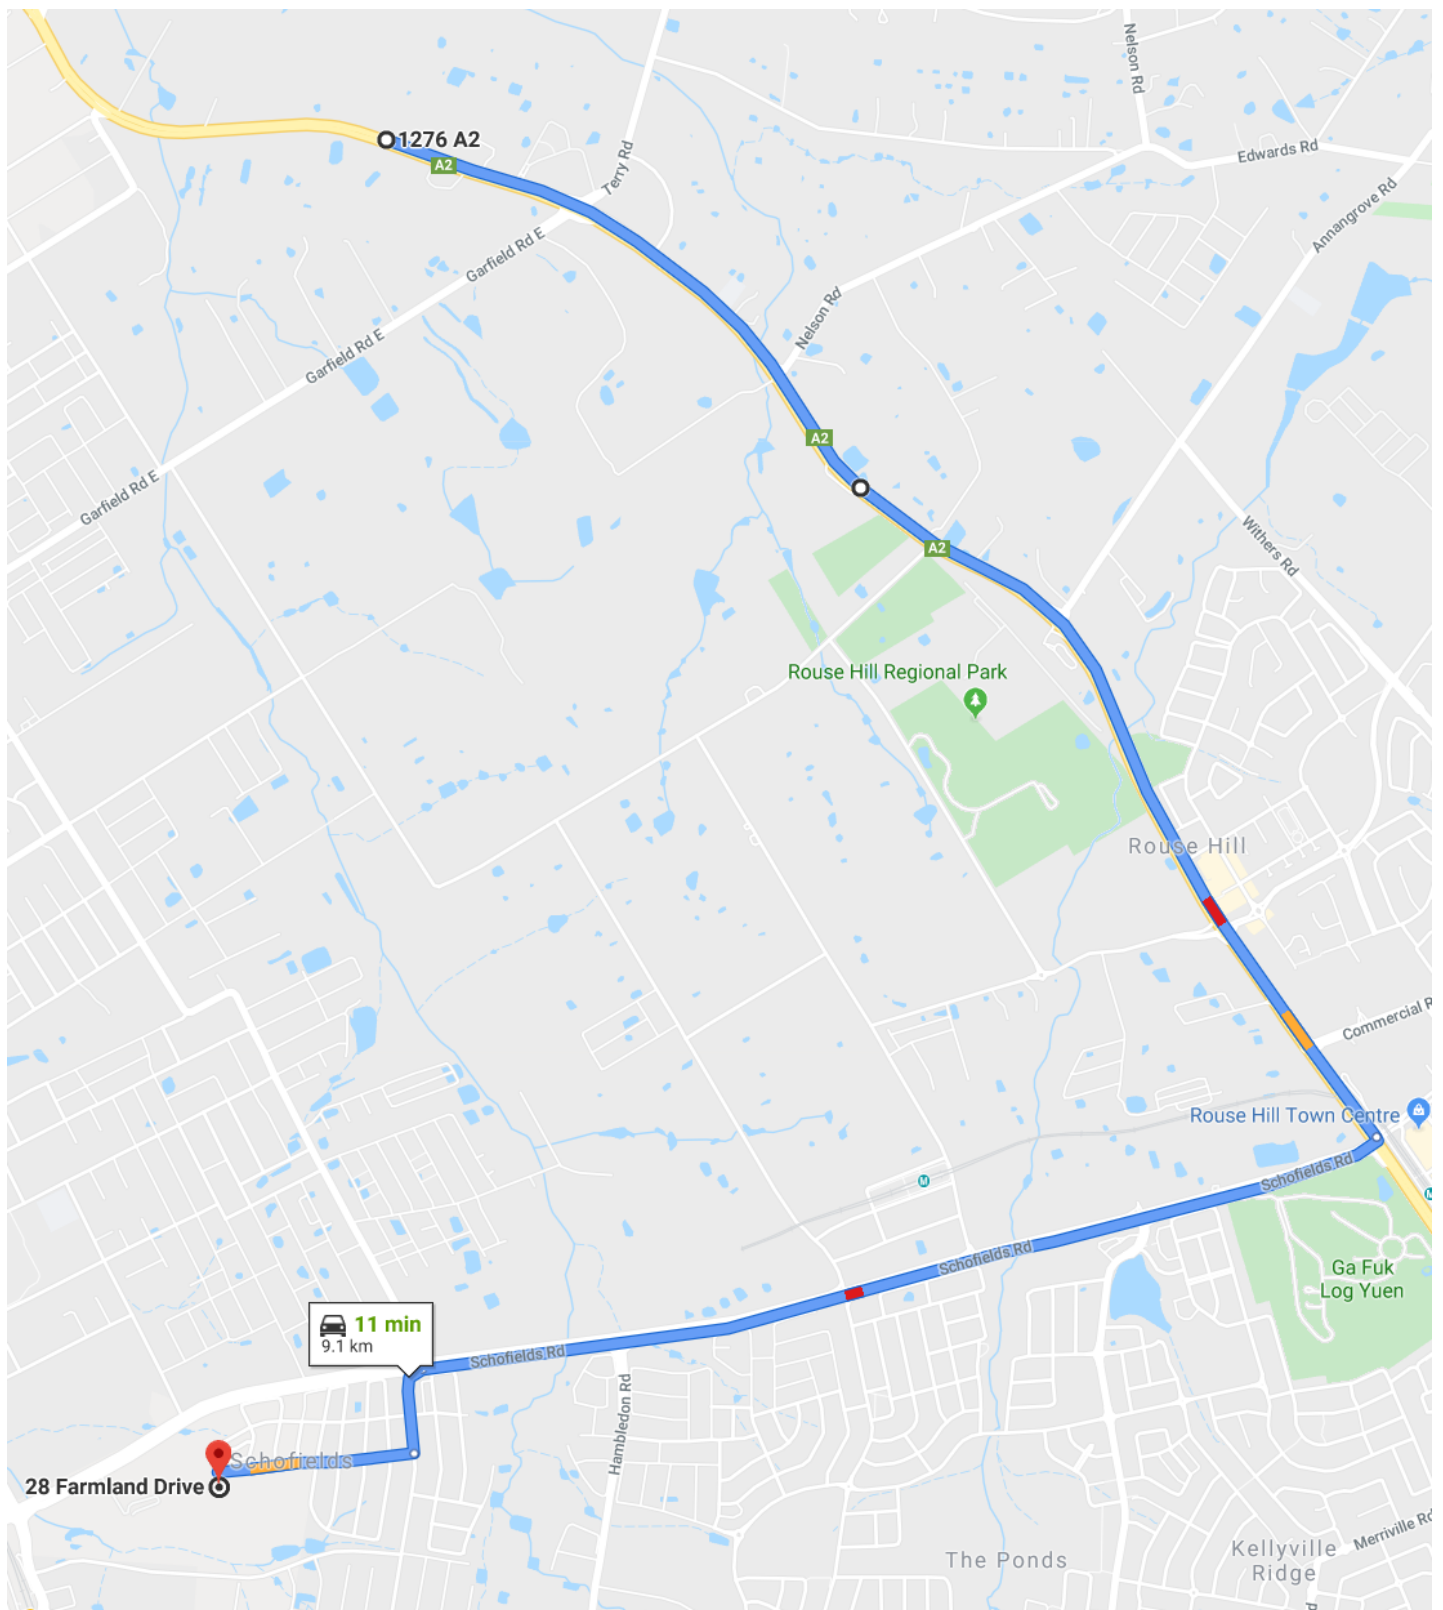 Nelson Rd
1276 A2
A2
Terry Rd
Edwards Rd
Annangrove Rd
Garfield Rd E
Nelson Rd
Garfield Rd E
A2
Garfield Rd E
A2
Withers Rd
Rouse Hill Regional Park
Rouse Hill
Commercial R
Rouse Hill Town Centre
Schofields Rd
M
M
Schofields Rd
Ga Fuk
Log Yuen
11 min
9.1 km
Schofields Rd
Hambledon Rd
Schofields
28 Farmland Drive
Merriville Rd
Kellyville
Ridge
The Ponds